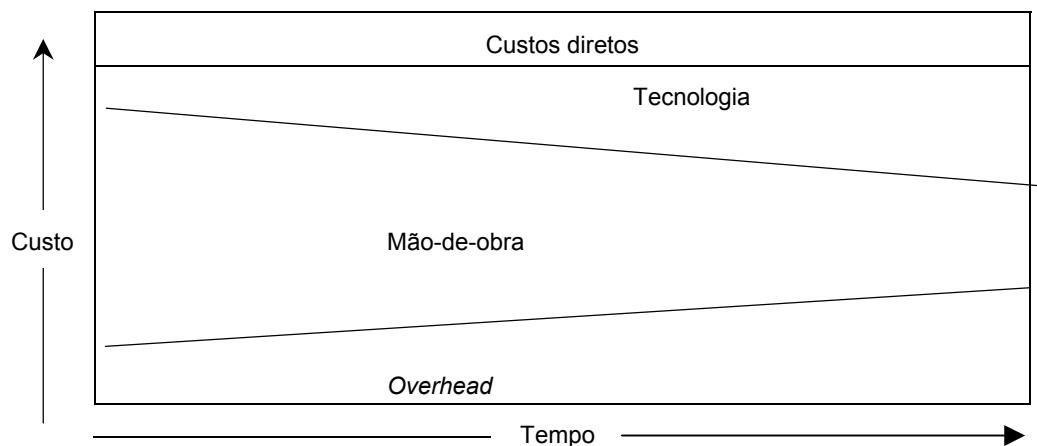 Custos diretos
Tecnologia
Custo
Mão-de-obra
Overhead
Tempo